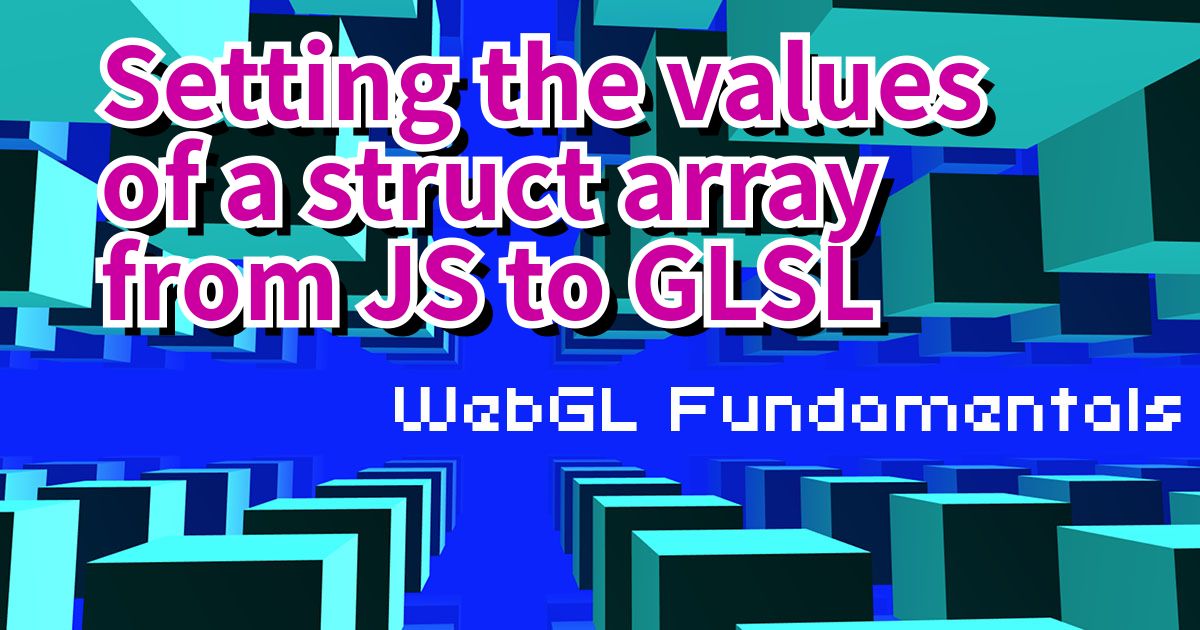 Setting the values
of a struct array
from JS to GLSL
WebGL Fundamentals